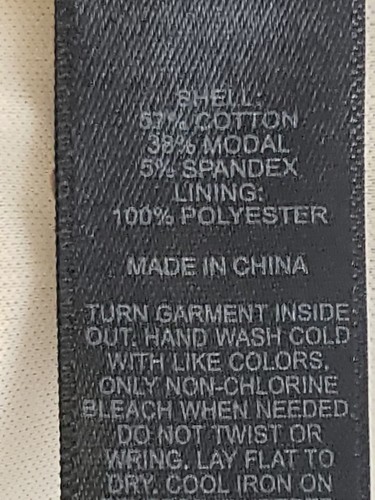 SHELL:
57% COTTON
38% MODAL
5% SPANDEX
LINING:
100% POLYESTER
MADE IN CHINA
TURN GARMENT INSIDE
OUT. HAND WASH COLD
WITH LIKE COLORS.
ONLY NON-CHLORINE
BLEACH WHEN NEEDED.
DO NOT TWIST OR
WRING. LAY FLAT TO
DRY. COOL IRON ON